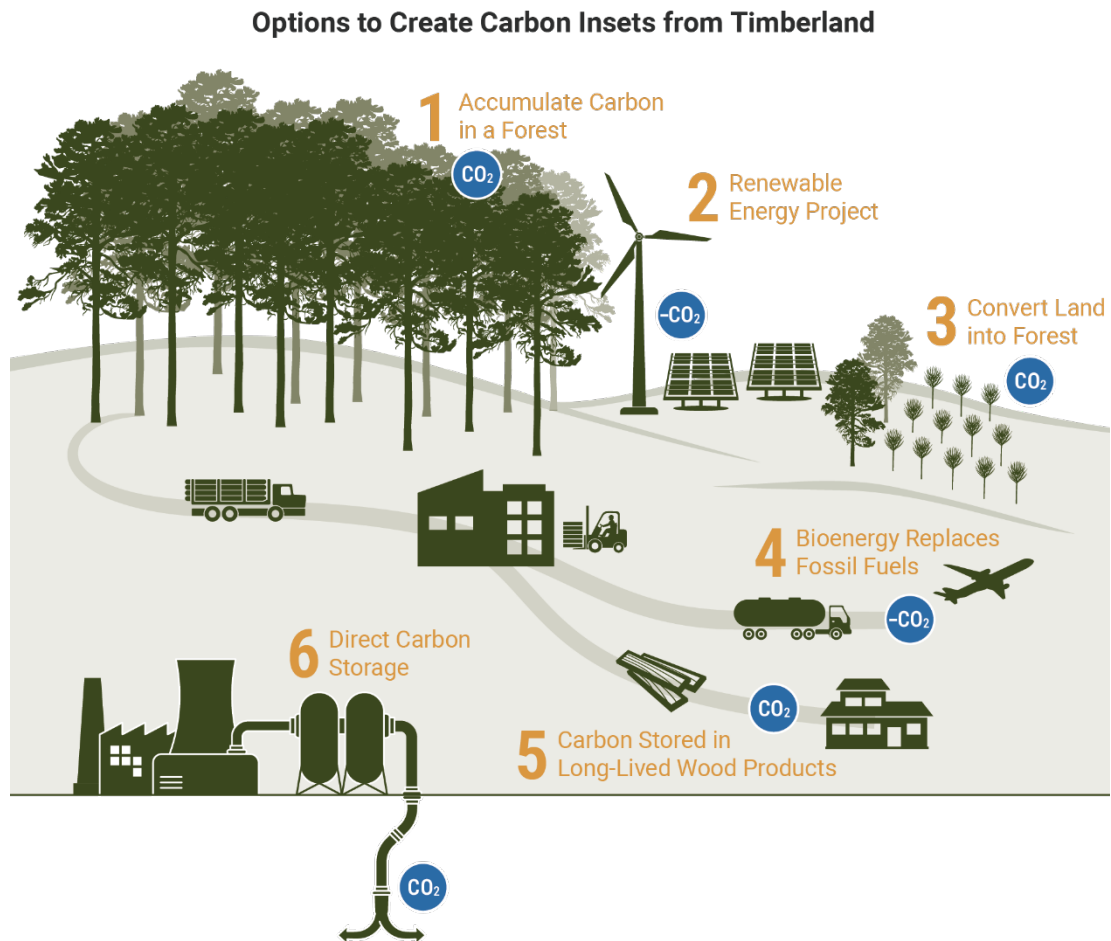 Options to Create Carbon Insets from Timberland
1 Accumulate Carbon
in a Forest
CO₂
2 Renewable
Energy Project
-CO₂
3 Convert Land
into Forest
CO₂
4 Bioenergy Replaces
Fossil Fuels
-CO₂
5 Carbon Stored in
Long-Lived Wood Products
CO₂
6 Direct Carbon
Storage
CO₂